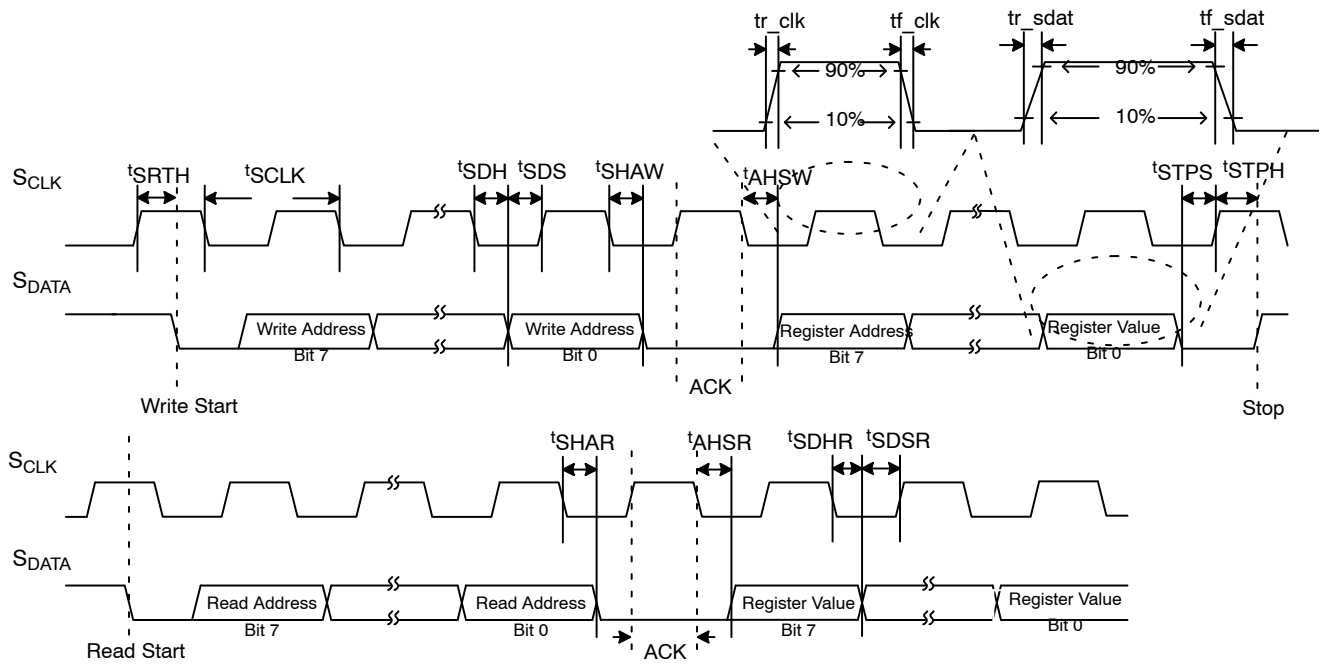 tr_clk tf_clk tr_sdat tf_sdat
90% 90%
10% 10%
tSRTH tSCLK tSDH tSDS tSHAW tAHSW tSTPS tSTPH
SCLK
SDATA
Write Address Write Address Register Address Register Value
Bit 7 Bit 0 Bit 7 Bit 0
ACK
Write Start Stop
tSHAR tAHSR tSDHR tSDSR
SCLK
SDATA
Read Address Read Address Register Value Register Value
Bit 7 Bit 0 Bit 7 Bit 0
Read Start ACK